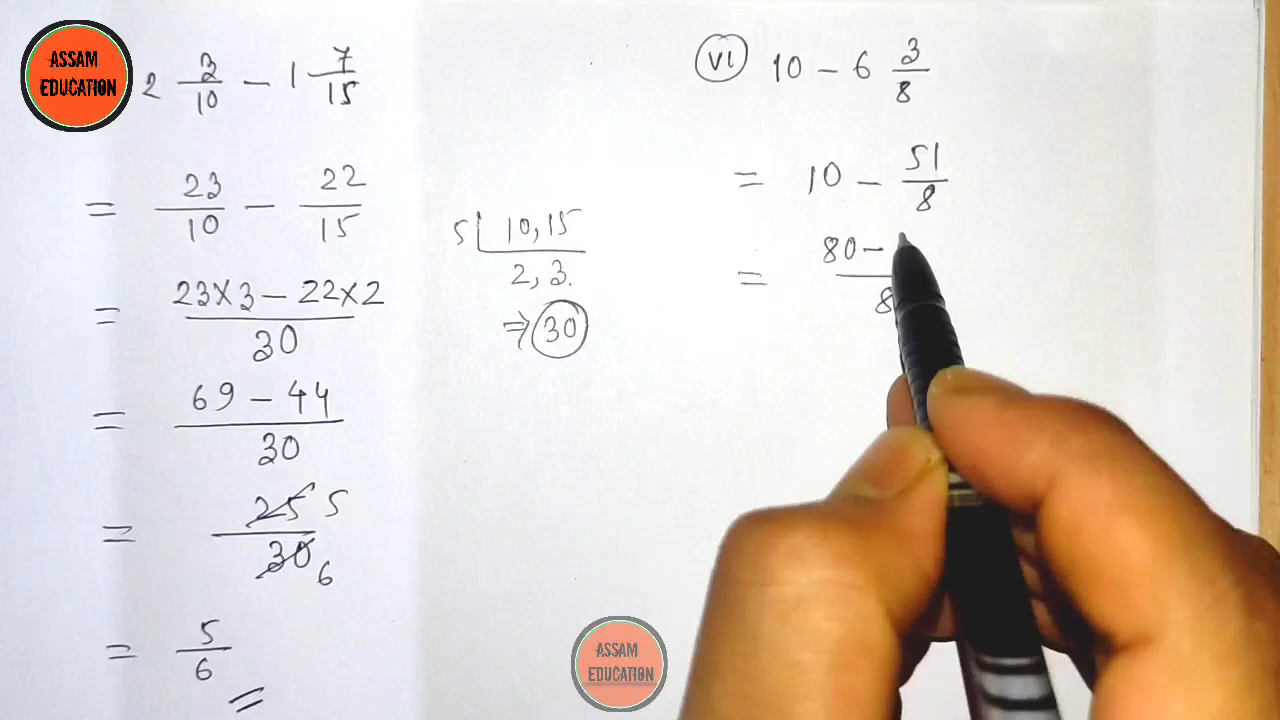 ASSAM
EDUCATION
2 3/10 - 1 7/15
= 23/10 - 22/15
= 23×3 - 22×2 / 30
= 69 - 44 / 30
= 25 5 / 30 6
= 5/6
5 | 10, 15
2, 3.
⇒ 30
VI 10 - 6 3/8
= 10 - 51/8
= 80 - / 8
ASSAM
EDUCATION